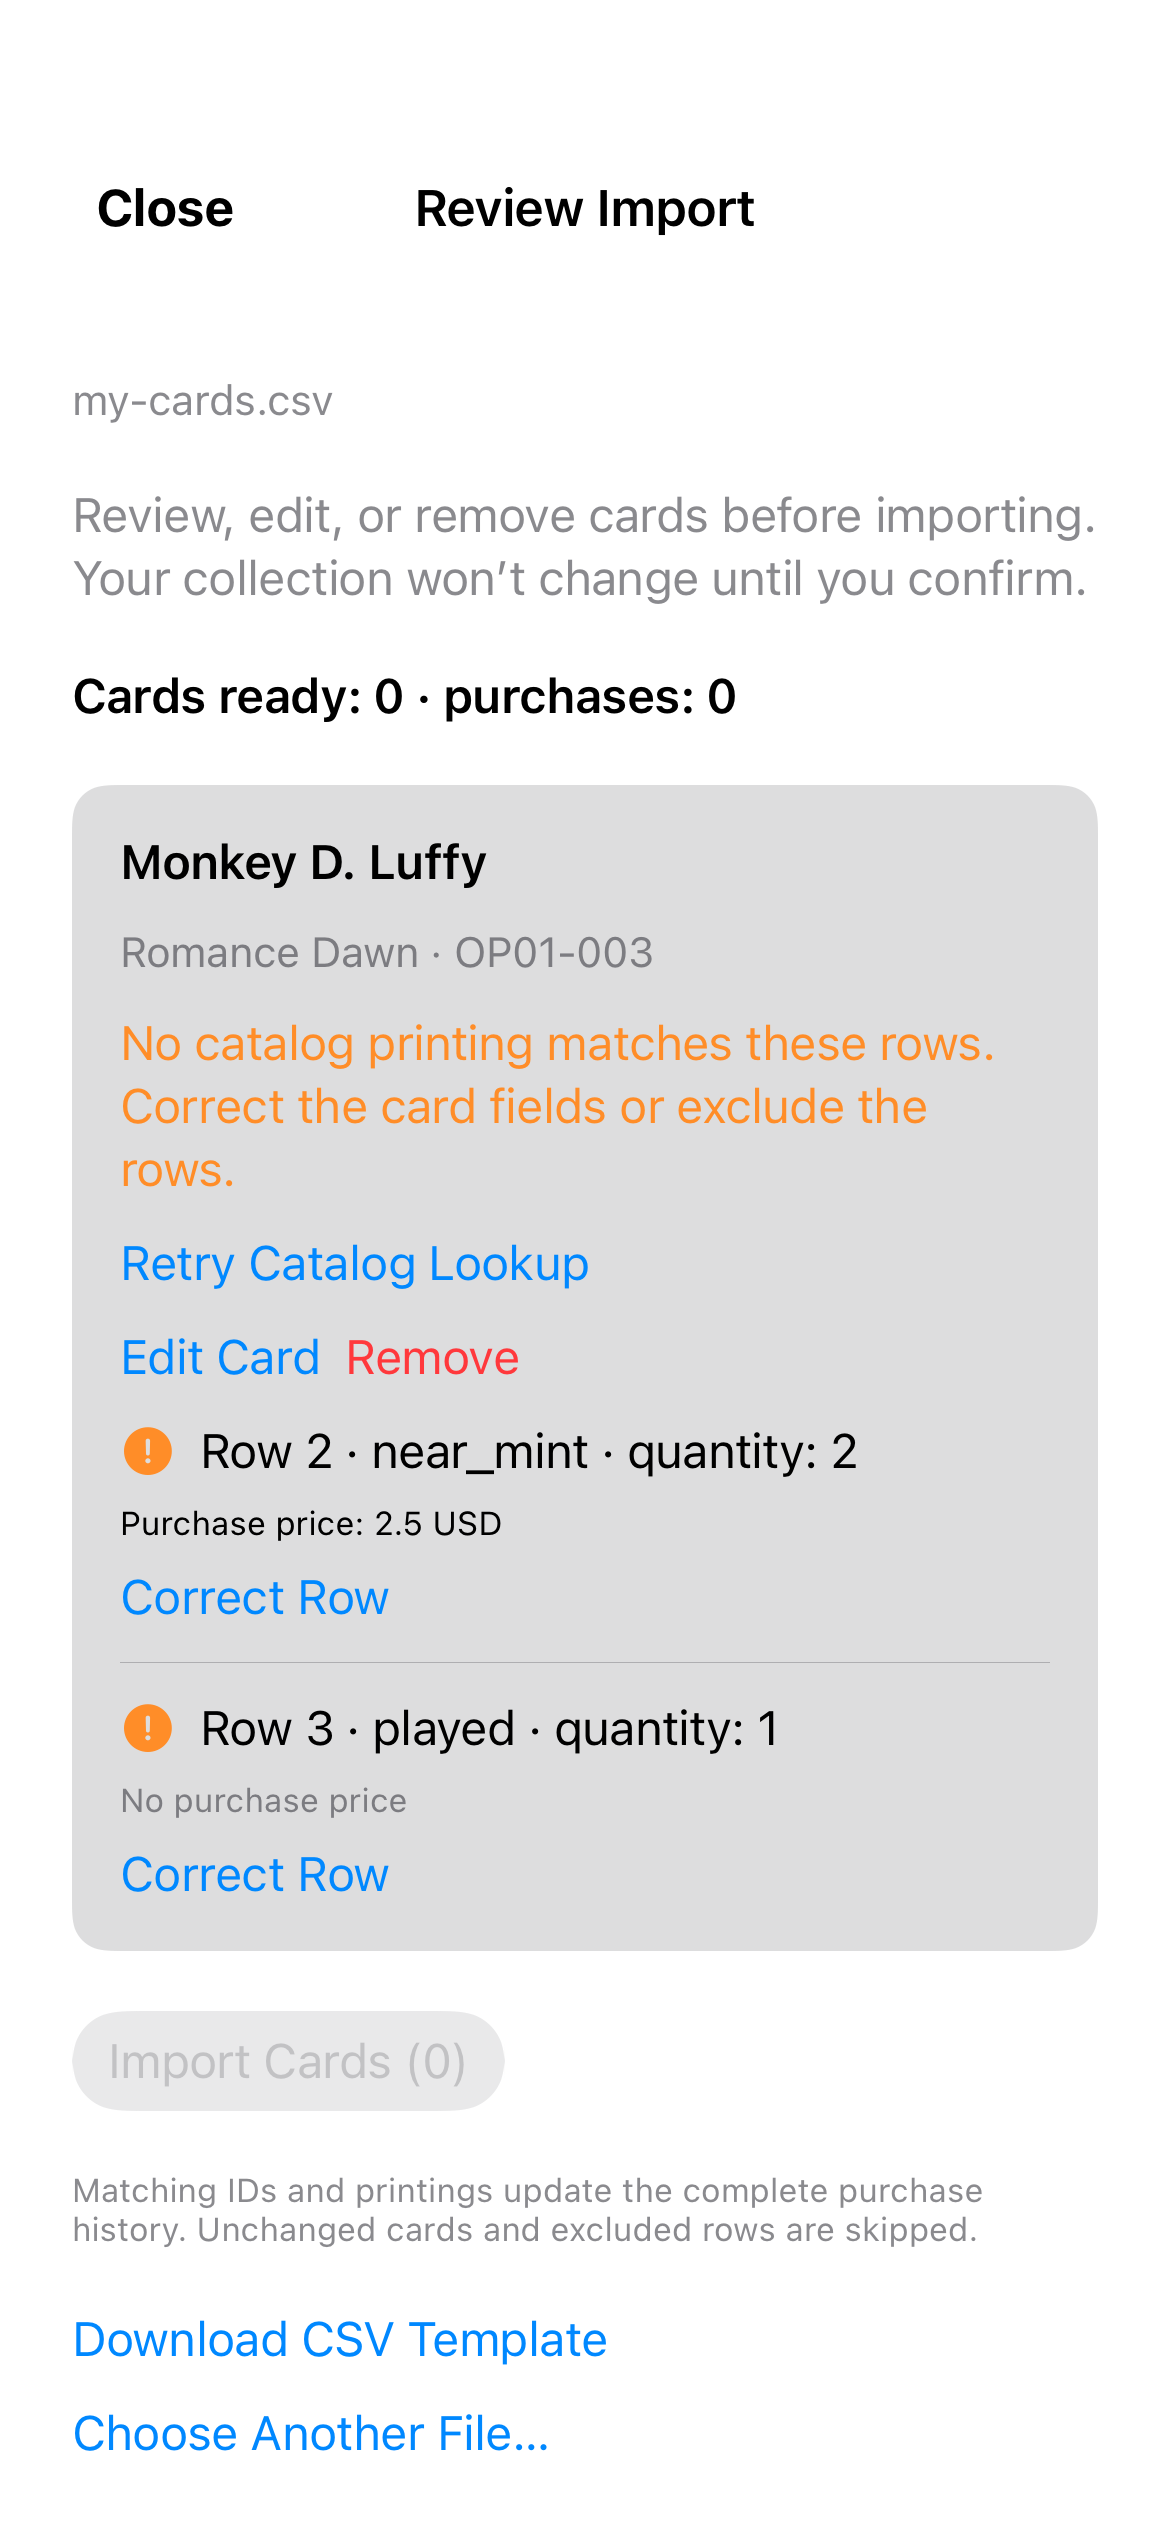 Close
Review Import
my-cards.csv
Review, edit, or remove cards before importing.
Your collection won’t change until you confirm.
Cards ready: 0 · purchases: 0
Monkey D. Luffy
Romance Dawn · OP01-003
No catalog printing matches these rows.
Correct the card fields or exclude the
rows.
Retry Catalog Lookup
Edit Card Remove
Row 2 · near_mint · quantity: 2
Purchase price: 2.5 USD
Correct Row
Row 3 · played · quantity: 1
No purchase price
Correct Row
Import Cards (0)
Matching IDs and printings update the complete purchase
history. Unchanged cards and excluded rows are skipped.
Download CSV Template
Choose Another File...